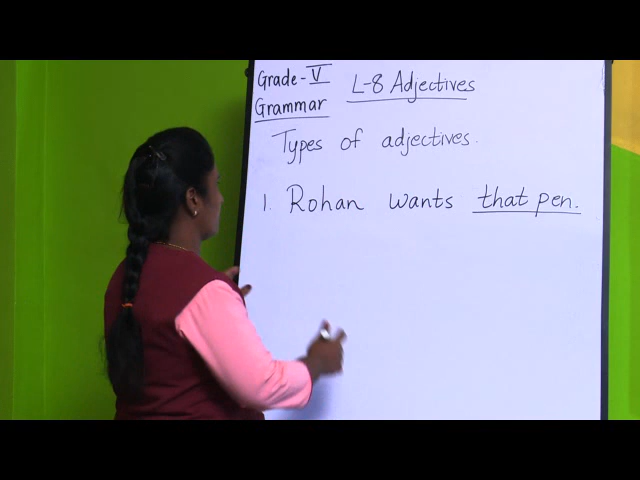 Grade-V
Grammar
L-8 Adjectives
Types of adjectives.
1. Rohan wants that pen.